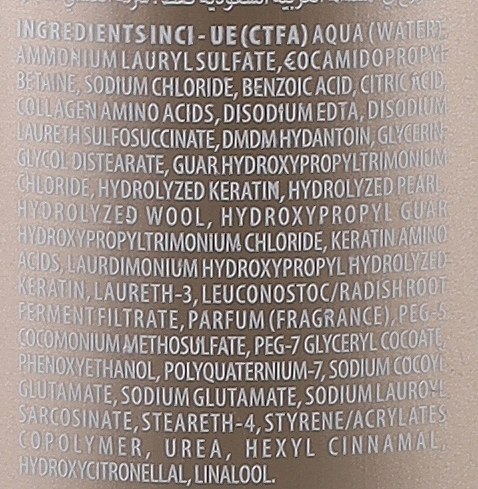 INGREDIENTS INCI - UE (CTFA) AQUA (WATER),
AMMONIUM LAURYL SULFATE, COCAMIDOPROPYL
BETAINE, SODIUM CHLORIDE, BENZOIC ACID, CITRIC ACID,
COLLAGEN AMINO ACIDS, DISODIUM EDTA, DISODIUM
LAURETH SULFOSUCCINATE, DMDM HYDANTOIN, GLYCERIN,
GLYCOL DISTEARATE, GUAR HYDROXYPROPYLTRIMONIUM
CHLORIDE, HYDROLYZED KERATIN, HYDROLYZED PEARL,
HYDROLYZED WOOL, HYDROXYPROPYL GUAR
HYDROXYPROPYLTRIMONIUM CHLORIDE, KERATIN AMINO
ACIDS, LAURDIMONIUM HYDROXYPROPYL HYDROLYZED
KERATIN, LAURETH-3, LEUCONOSTOC/RADISH ROOT
FERMENT FILTRATE, PARFUM (FRAGRANCE), PEG-5
COCOMONIUM METHOSULFATE, PEG-7 GLYCERYL COCOATE,
PHENOXYETHANOL, POLYQUATERNIUM-7, SODIUM COCOYL
GLUTAMATE, SODIUM GLUTAMATE, SODIUM LAUROYL
SARCOSINATE, STEARETH-4, STYRENE/ACRYLATES
COPOLYMER, UREA, HEXYL CINNAMAL,
HYDROXYCITRONELLAL, LINALOOL.